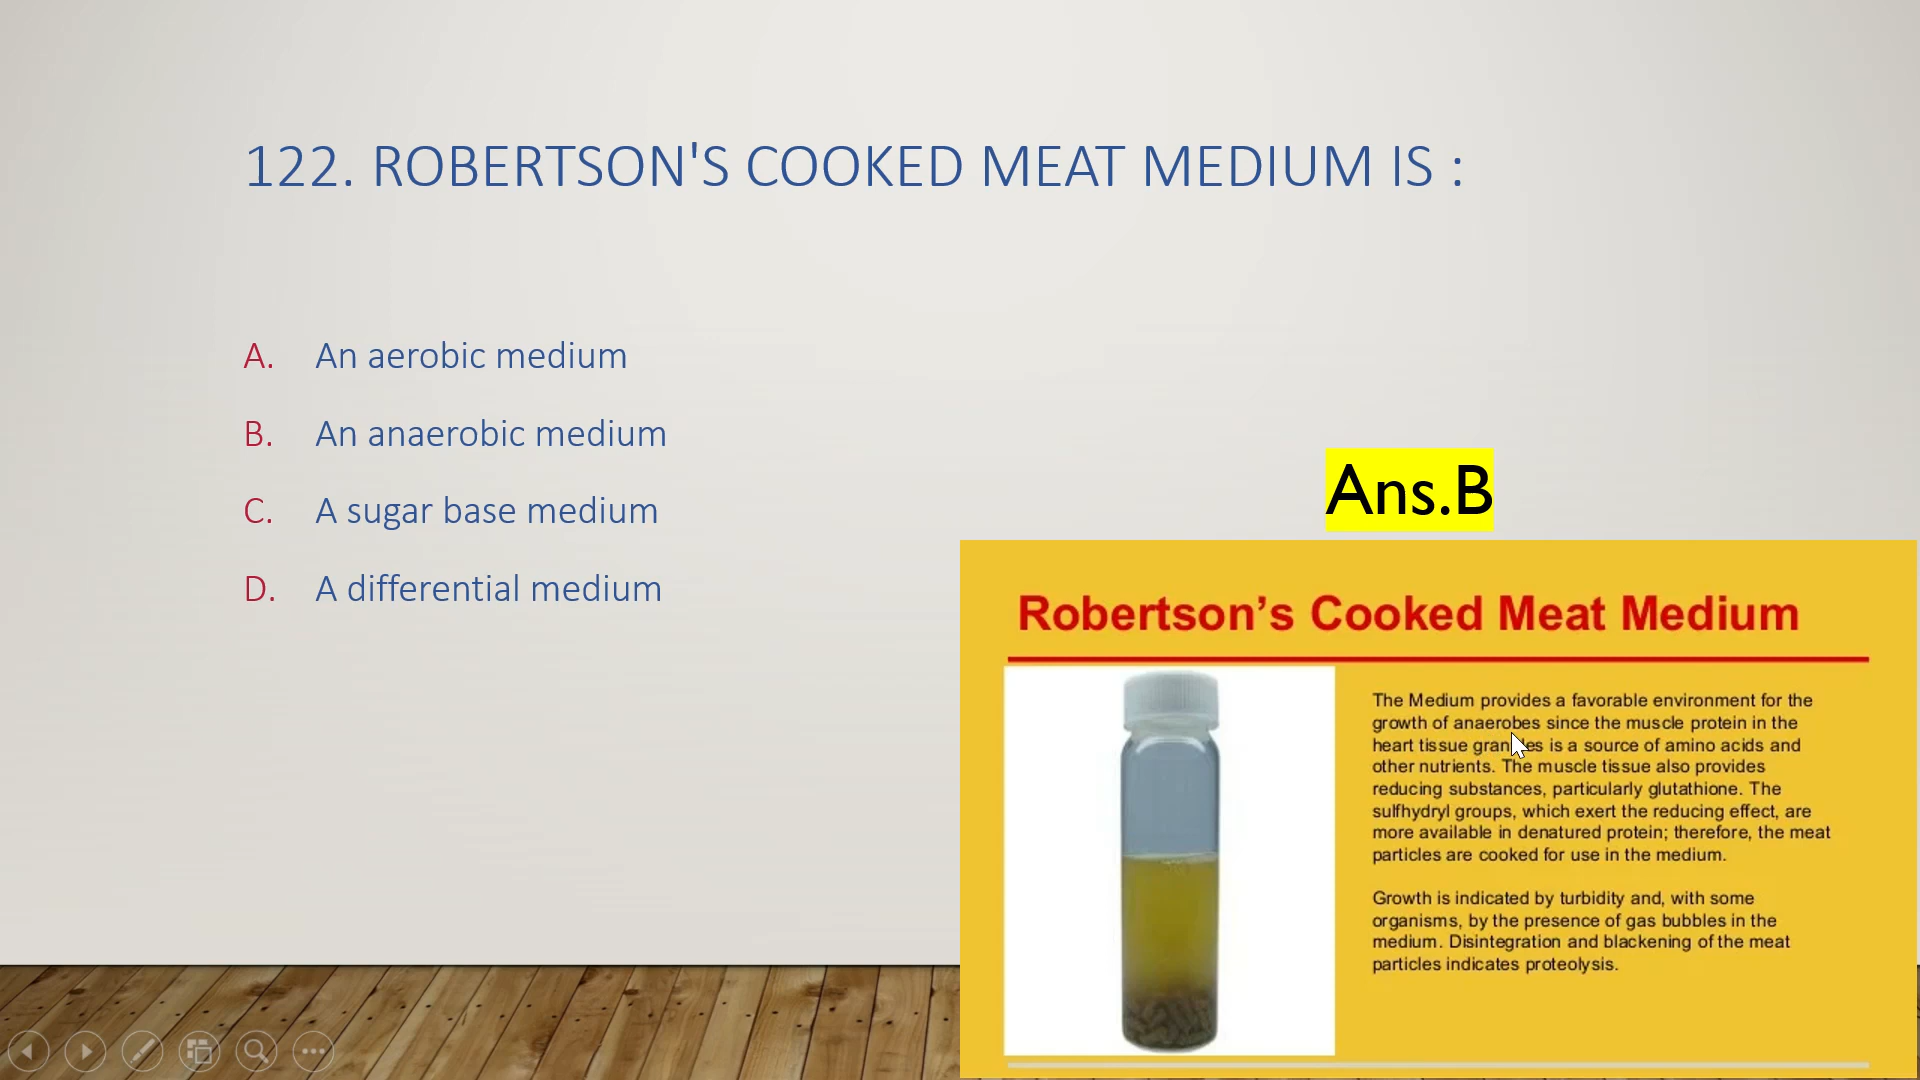 122. ROBERTSON'S COOKED MEAT MEDIUM IS :
A. An aerobic medium
B. An anaerobic medium
C. A sugar base medium
D. A differential medium
Ans.B
Robertson's Cooked Meat Medium
The Medium provides a favorable environment for the
growth of anaerobes since the muscle protein in the
heart tissue granules is a source of amino acids and
other nutrients. The muscle tissue also provides
reducing substances, particularly glutathione. The
sulfhydryl groups, which exert the reducing effect, are
more available in denatured protein; therefore, the meat
particles are cooked for use in the medium.
Growth is indicated by turbidity and, with some
organisms, by the presence of gas bubbles in the
medium. Disintegration and blackening of the meat
particles indicates proteolysis.